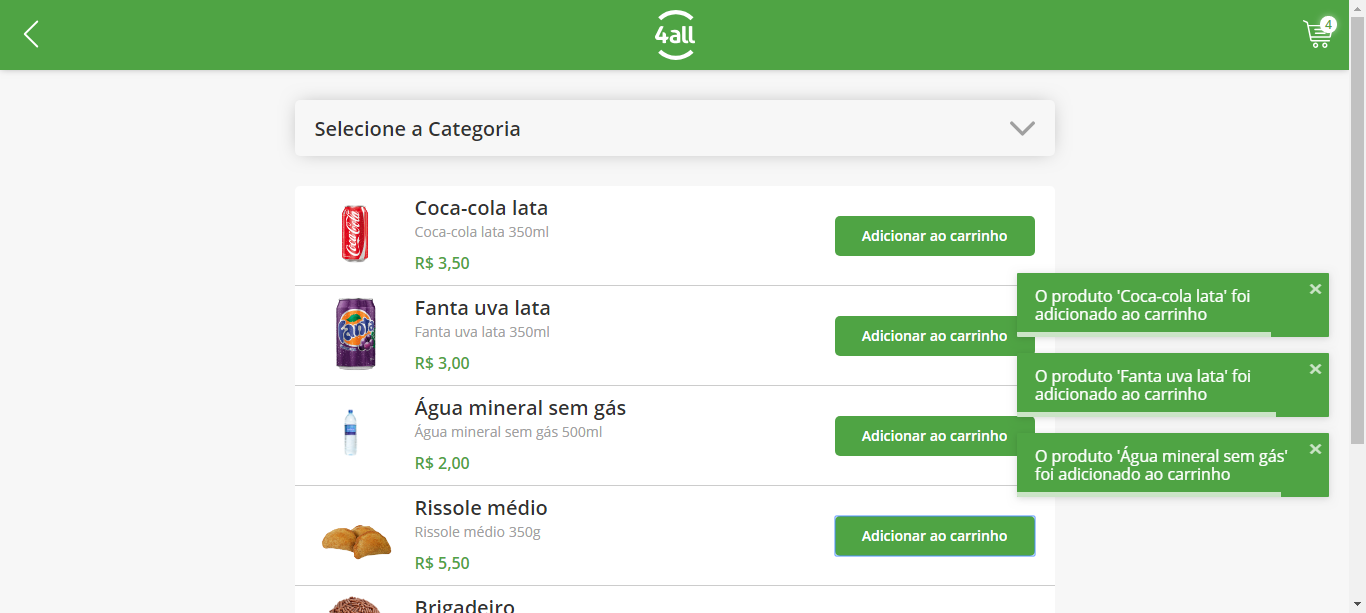 4all
4
Selecione a Categoria
Coca-cola lata
Coca-cola lata 350ml
R$ 3,50
Adicionar ao carrinho
Fanta uva lata
Fanta uva lata 350ml
R$ 3,00
Adicionar ao carrinho
Água mineral sem gás
Água mineral sem gás 500ml
R$ 2,00
Adicionar ao carrinho
Rissole médio
Rissole médio 350g
R$ 5,50
Adicionar ao carrinho
Brigadeiro
O produto 'Coca-cola lata' foi
adicionado ao carrinho
O produto 'Fanta uva lata' foi
adicionado ao carrinho
O produto 'Água mineral sem gás'
foi adicionado ao carrinho
Coca-Cola
Fanta